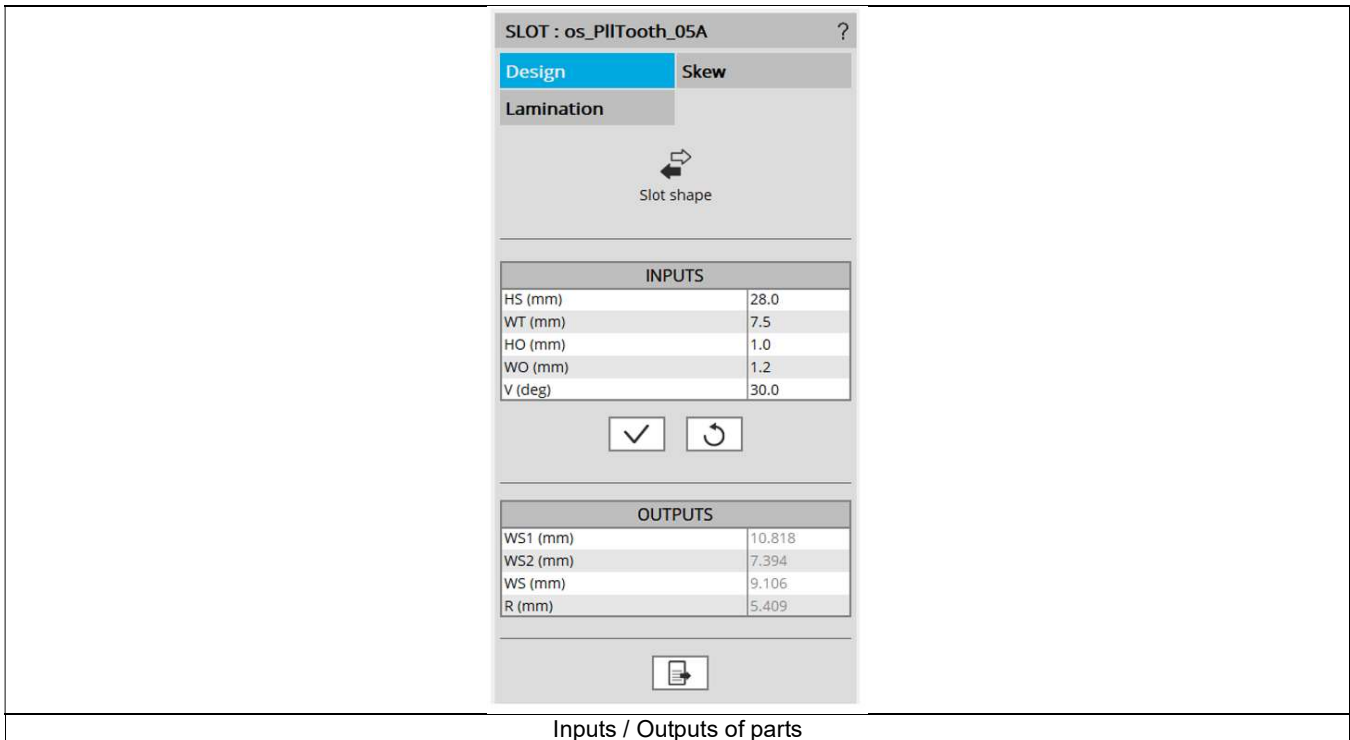 SLOT : os_PllTooth_05A ?
Design Skew
Lamination
Slot shape
INPUTS
HS (mm) 28.0
WT (mm) 7.5
HO (mm) 1.0
WO (mm) 1.2
V (deg) 30.0
OUTPUTS
WS1 (mm) 10.818
WS2 (mm) 7.394
WS (mm) 9.106
R (mm) 5.409
Inputs / Outputs of parts